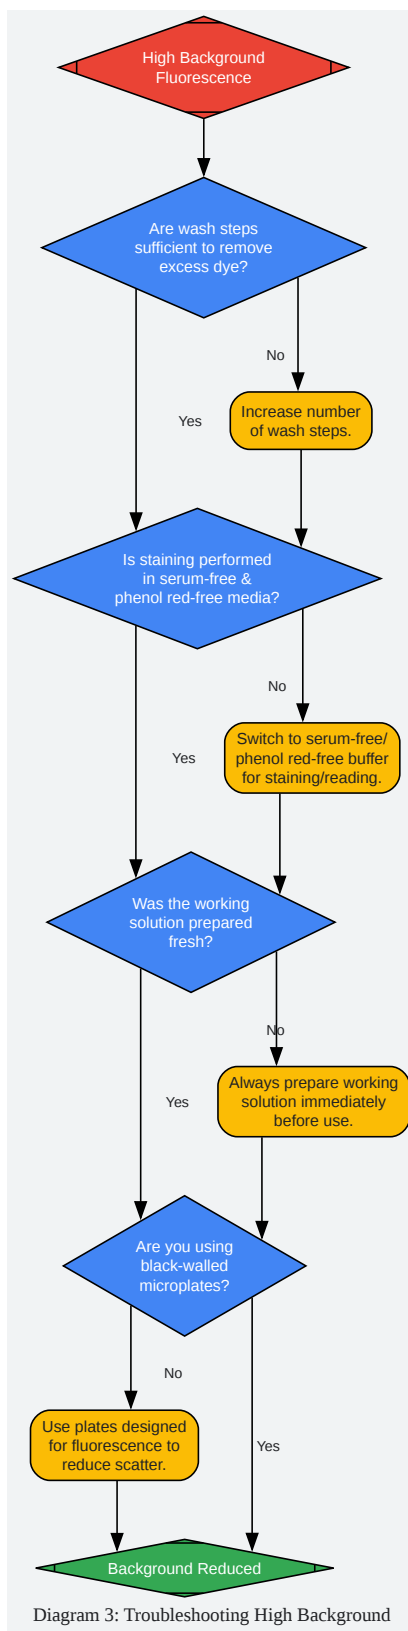 High Background
Fluorescence
Are wash steps
sufficient to remove
excess dye?
No
Increase number
of wash steps.
Yes
Is staining performed
in serum-free &
phenol red-free media?
No
Switch to serum-free/
phenol red-free buffer
for staining/reading.
Yes
Was the working
solution prepared
fresh?
No
Always prepare working
solution immediately
before use.
Yes
Are you using
black-walled
microplates?
No
Use plates designed
for fluorescence to
reduce scatter.
Yes
Background Reduced
Diagram 3: Troubleshooting High Background